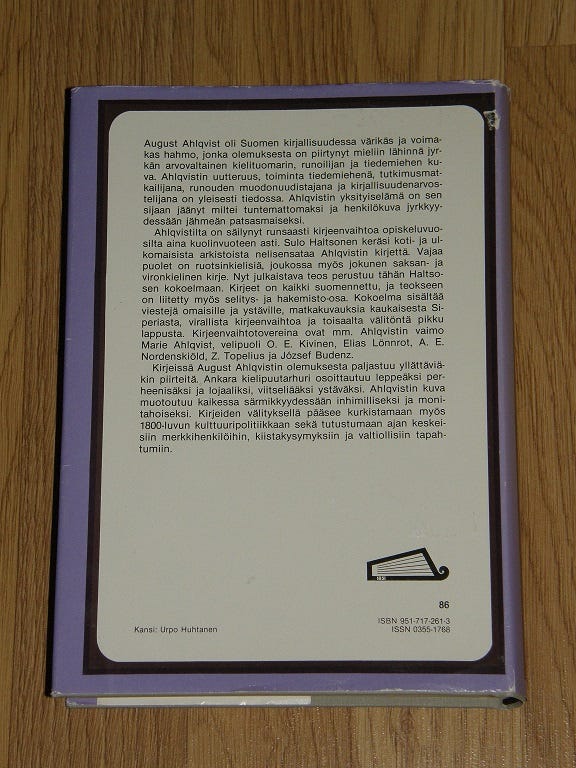 August Ahlqvist oli Suomen kirjallisuudessa värikäs ja voima-
kas hahmo, jonka olemuksesta on piirtynyt mieliin lähinnä jyr-
kän arvovaltainen kielituomarin, runoilijan ja tiedemiehen ku-
va. Ahlqvistin uutteruus, toiminta tiedemiehenä, tutkimusmat-
kailijana, runouden muodonuudistajana ja kirjallisuudenarvos-
telijana on yleisesti tiedossa. Ahlqvistin yksityiselämä on sen
sijaan jäänyt miltei tuntemattomaksi ja henkilökuva jyrkkyy-
dessään jähmeän patsasmaiseksi.
Ahlqvistilta on säilynyt runsaasti kirjeenvaihtoa opiskeluvuo-
silta aina kuolinvuoteen asti. Sulo Haltsonen keräsi koti- ja ul-
komaisista arkistoista nelisensataa Ahlqvistin kirjettä. Vajaa
puolet on ruotsinkielisiä, joukossa myös jokunen saksan- ja
vironkielinen kirje. Nyt julkaistava teos perustuu tähän Haltso-
sen kokoelmaan. Kirjeet on kaikki suomennettu, ja teokseen
on liitetty myös selitys- ja hakemisto-osa. Kokoelma sisältää
viestejä omaisille ja ystäville, matkakuvauksia kaukaisesta Si-
periasta, virallista kirjeenvaihtoa ja toisaalta välitöntä pikku
lappusta. Kirjeenvaihtotovereina ovat mm. Ahlqvistin vaimo
Marie Ahlqvist, velipuoli O. E. Kivinen, Elias Lönnrot, A. E.
Nordenskiöld, Z. Topelius ja József Budenz.
Kirjeissä August Ahlqvistin olemuksesta paljastuu yllättäviä-
kin piirteitä. Ankara kielipuutarhuri osoittautuu leppeäksi per-
heenisäksi ja lojaaliksi, vitseliääksi ystäväksi. Ahlqvistin kuva
muotoutuu kaikessa särmikkyydessään inhimilliseksi ja moni-
tahoiseksi. Kirjeiden välityksellä pääsee kurkistamaan myös
1800-luvun kulttuuripolitiikkaan sekä tutustumaan ajan keskei-
siin merkkihenkilöihin, kiistakysymyksiin ja valtiollisiin tapah-
tumiin.
1831
86
ISBN 951-717-261-3
ISSN 0355-1768
Kansi: Urpo Huhtanen